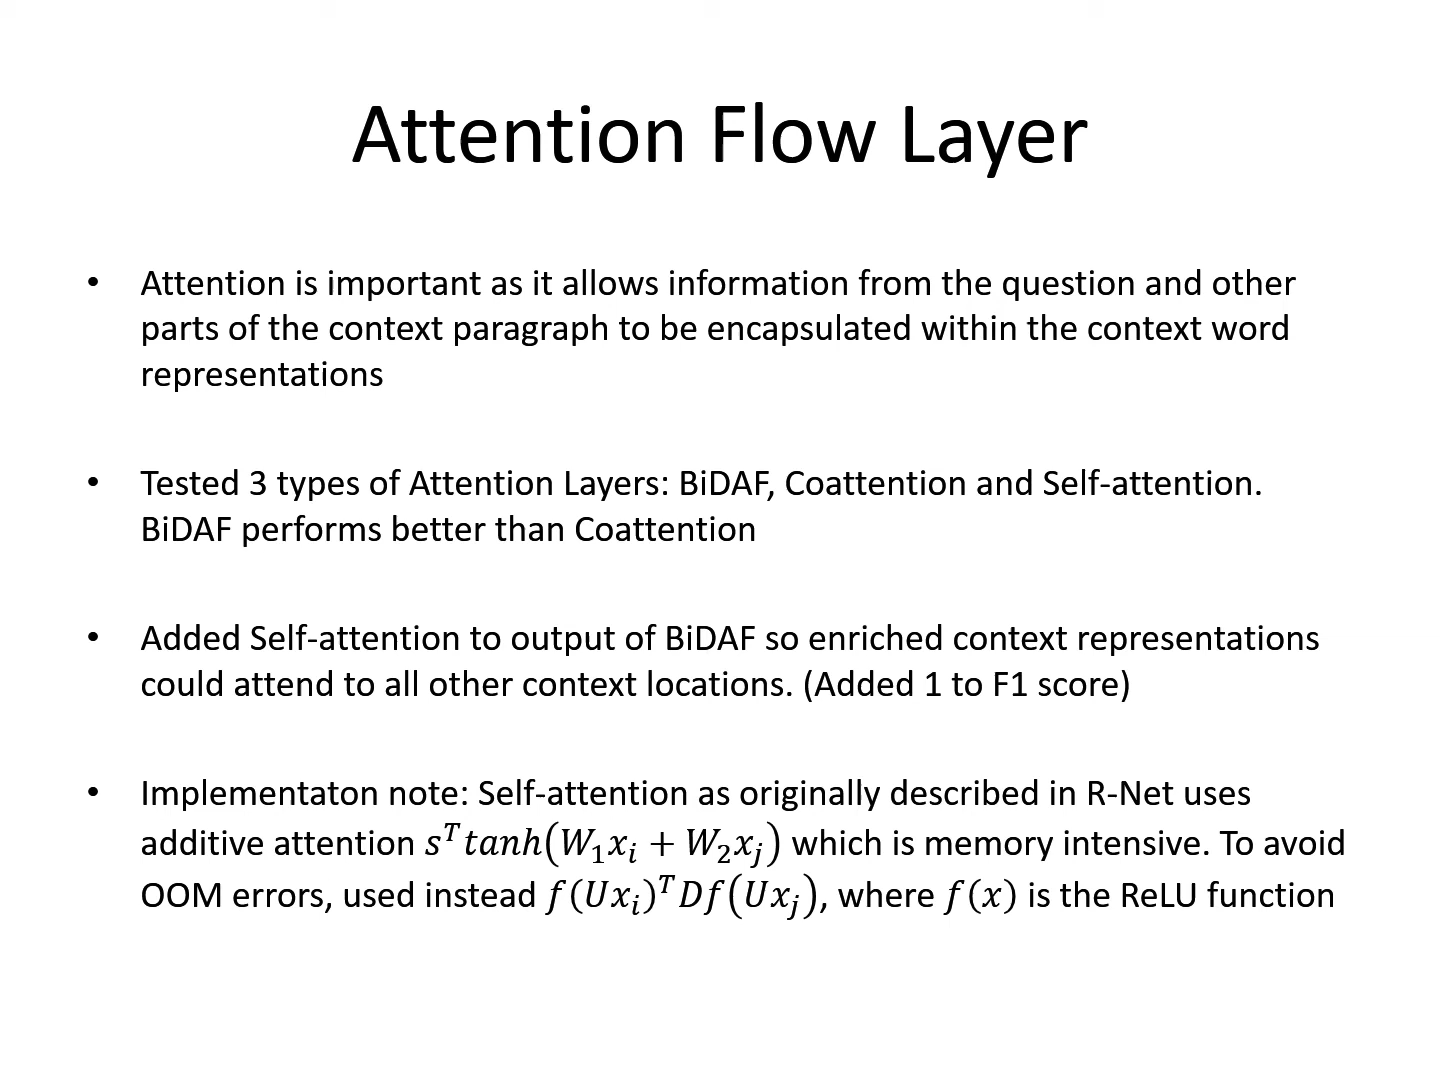 Attention Flow Layer
• Attention is important as it allows information from the question and other
parts of the context paragraph to be encapsulated within the context word
representations
• Tested 3 types of Attention Layers: BiDAF, Coattention and Self-attention.
BiDAF performs better than Coattention
• Added Self-attention to output of BiDAF so enriched context representations
could attend to all other context locations. (Added 1 to F1 score)
• Implementaton note: Self-attention as originally described in R-Net uses
additive attention $s^T tanh(W_1 x_i + W_2 x_j)$ which is memory intensive. To avoid
OOM errors, used instead $f(Ux_i)^T Df(Ux_j)$, where $f(x)$ is the ReLU function